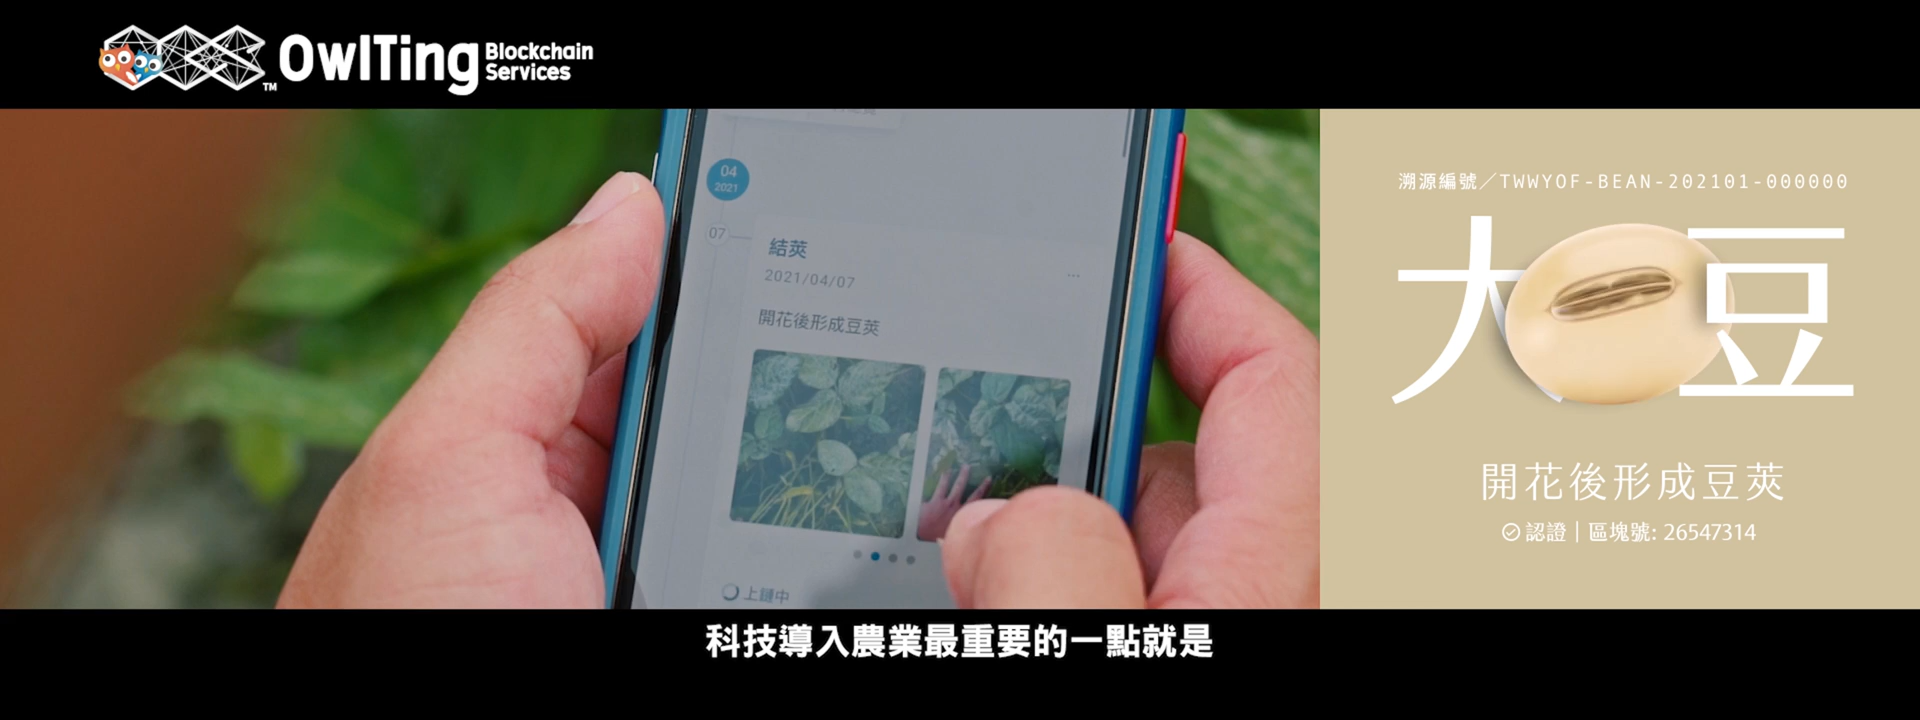 OwlTing Blockchain Services
TM
04
2021
07
結莢
2021/04/07
...
開花後形成豆莢
上鏈中
溯源編號／TWWYOF-BEAN-202101-000000
大豆
開花後形成豆莢
認證｜區塊號: 26547314
科技導入農業最重要的一點就是